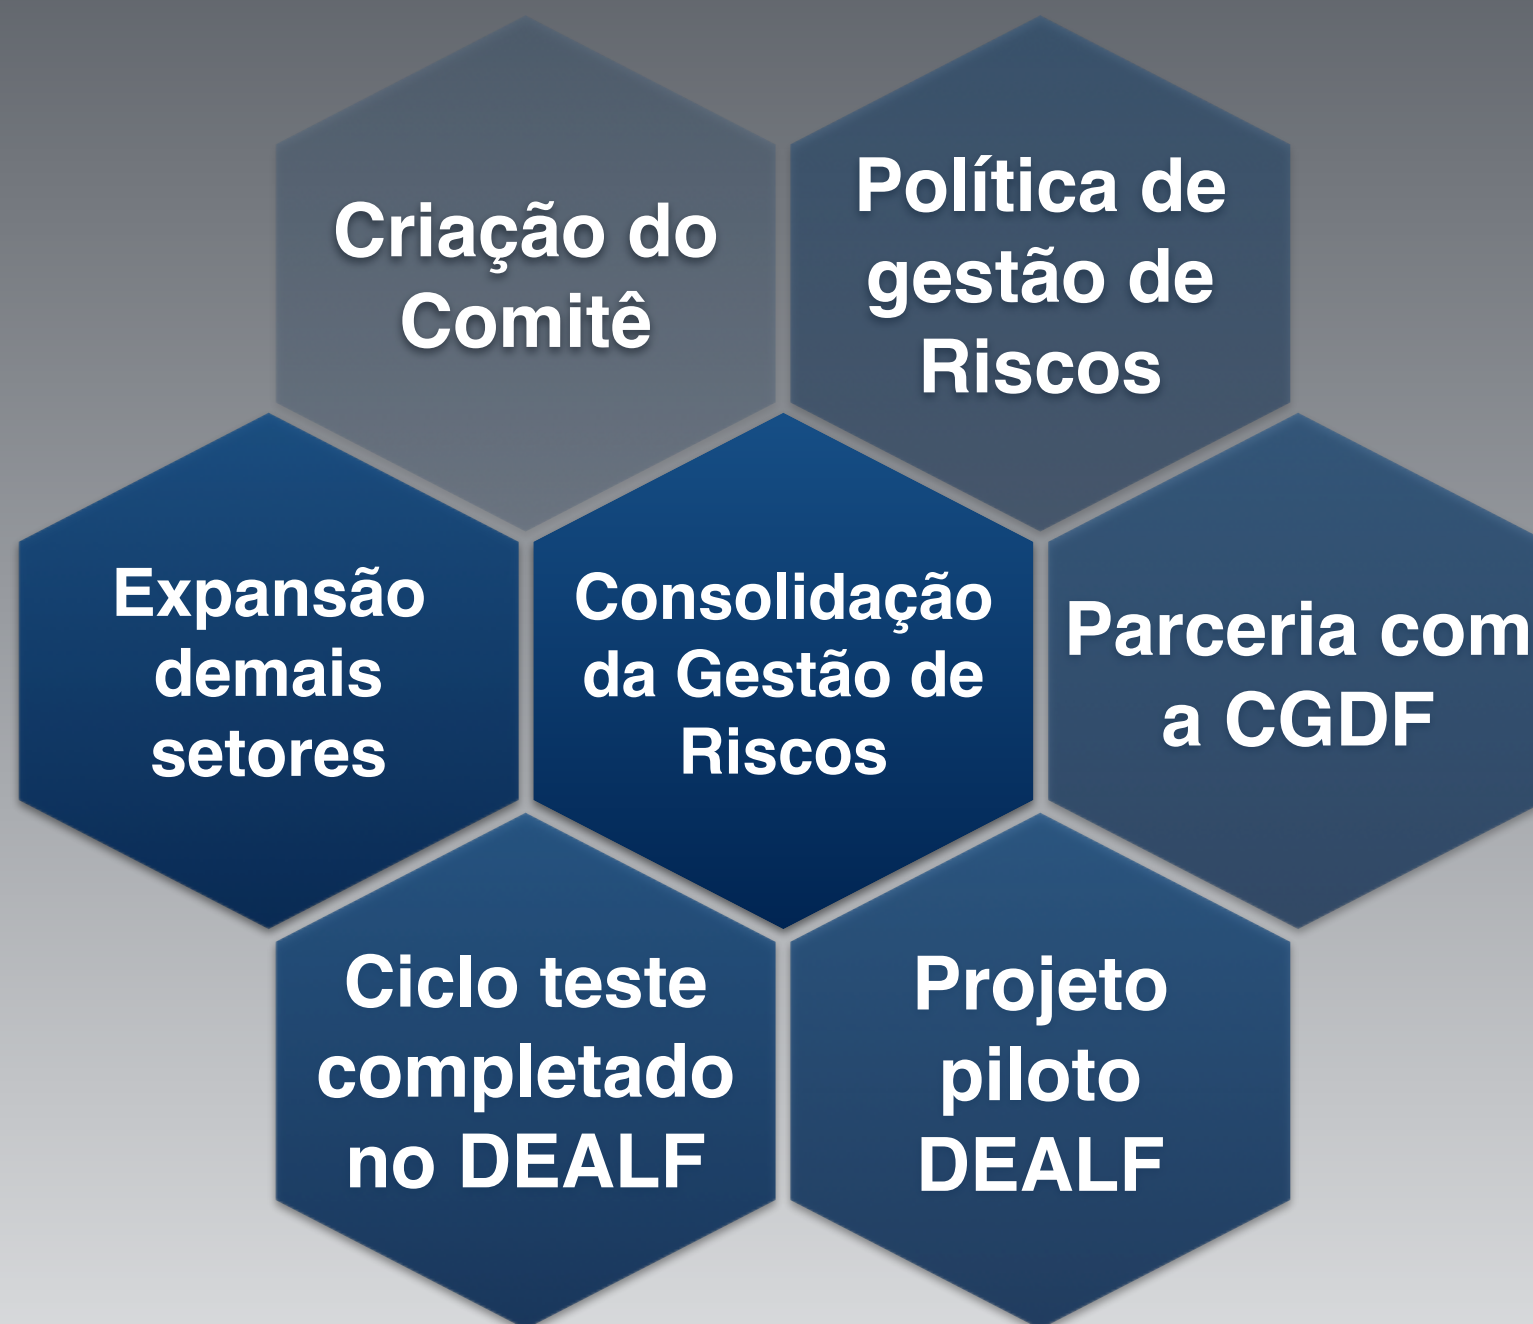 Criação do
Comitê
Política de
gestão de
Riscos
Expansão
demais
setores
Consolidação
da Gestão de
Riscos
Parceria com
a CGDF
Ciclo teste
completado
no DEALF
Projeto
piloto
DEALF